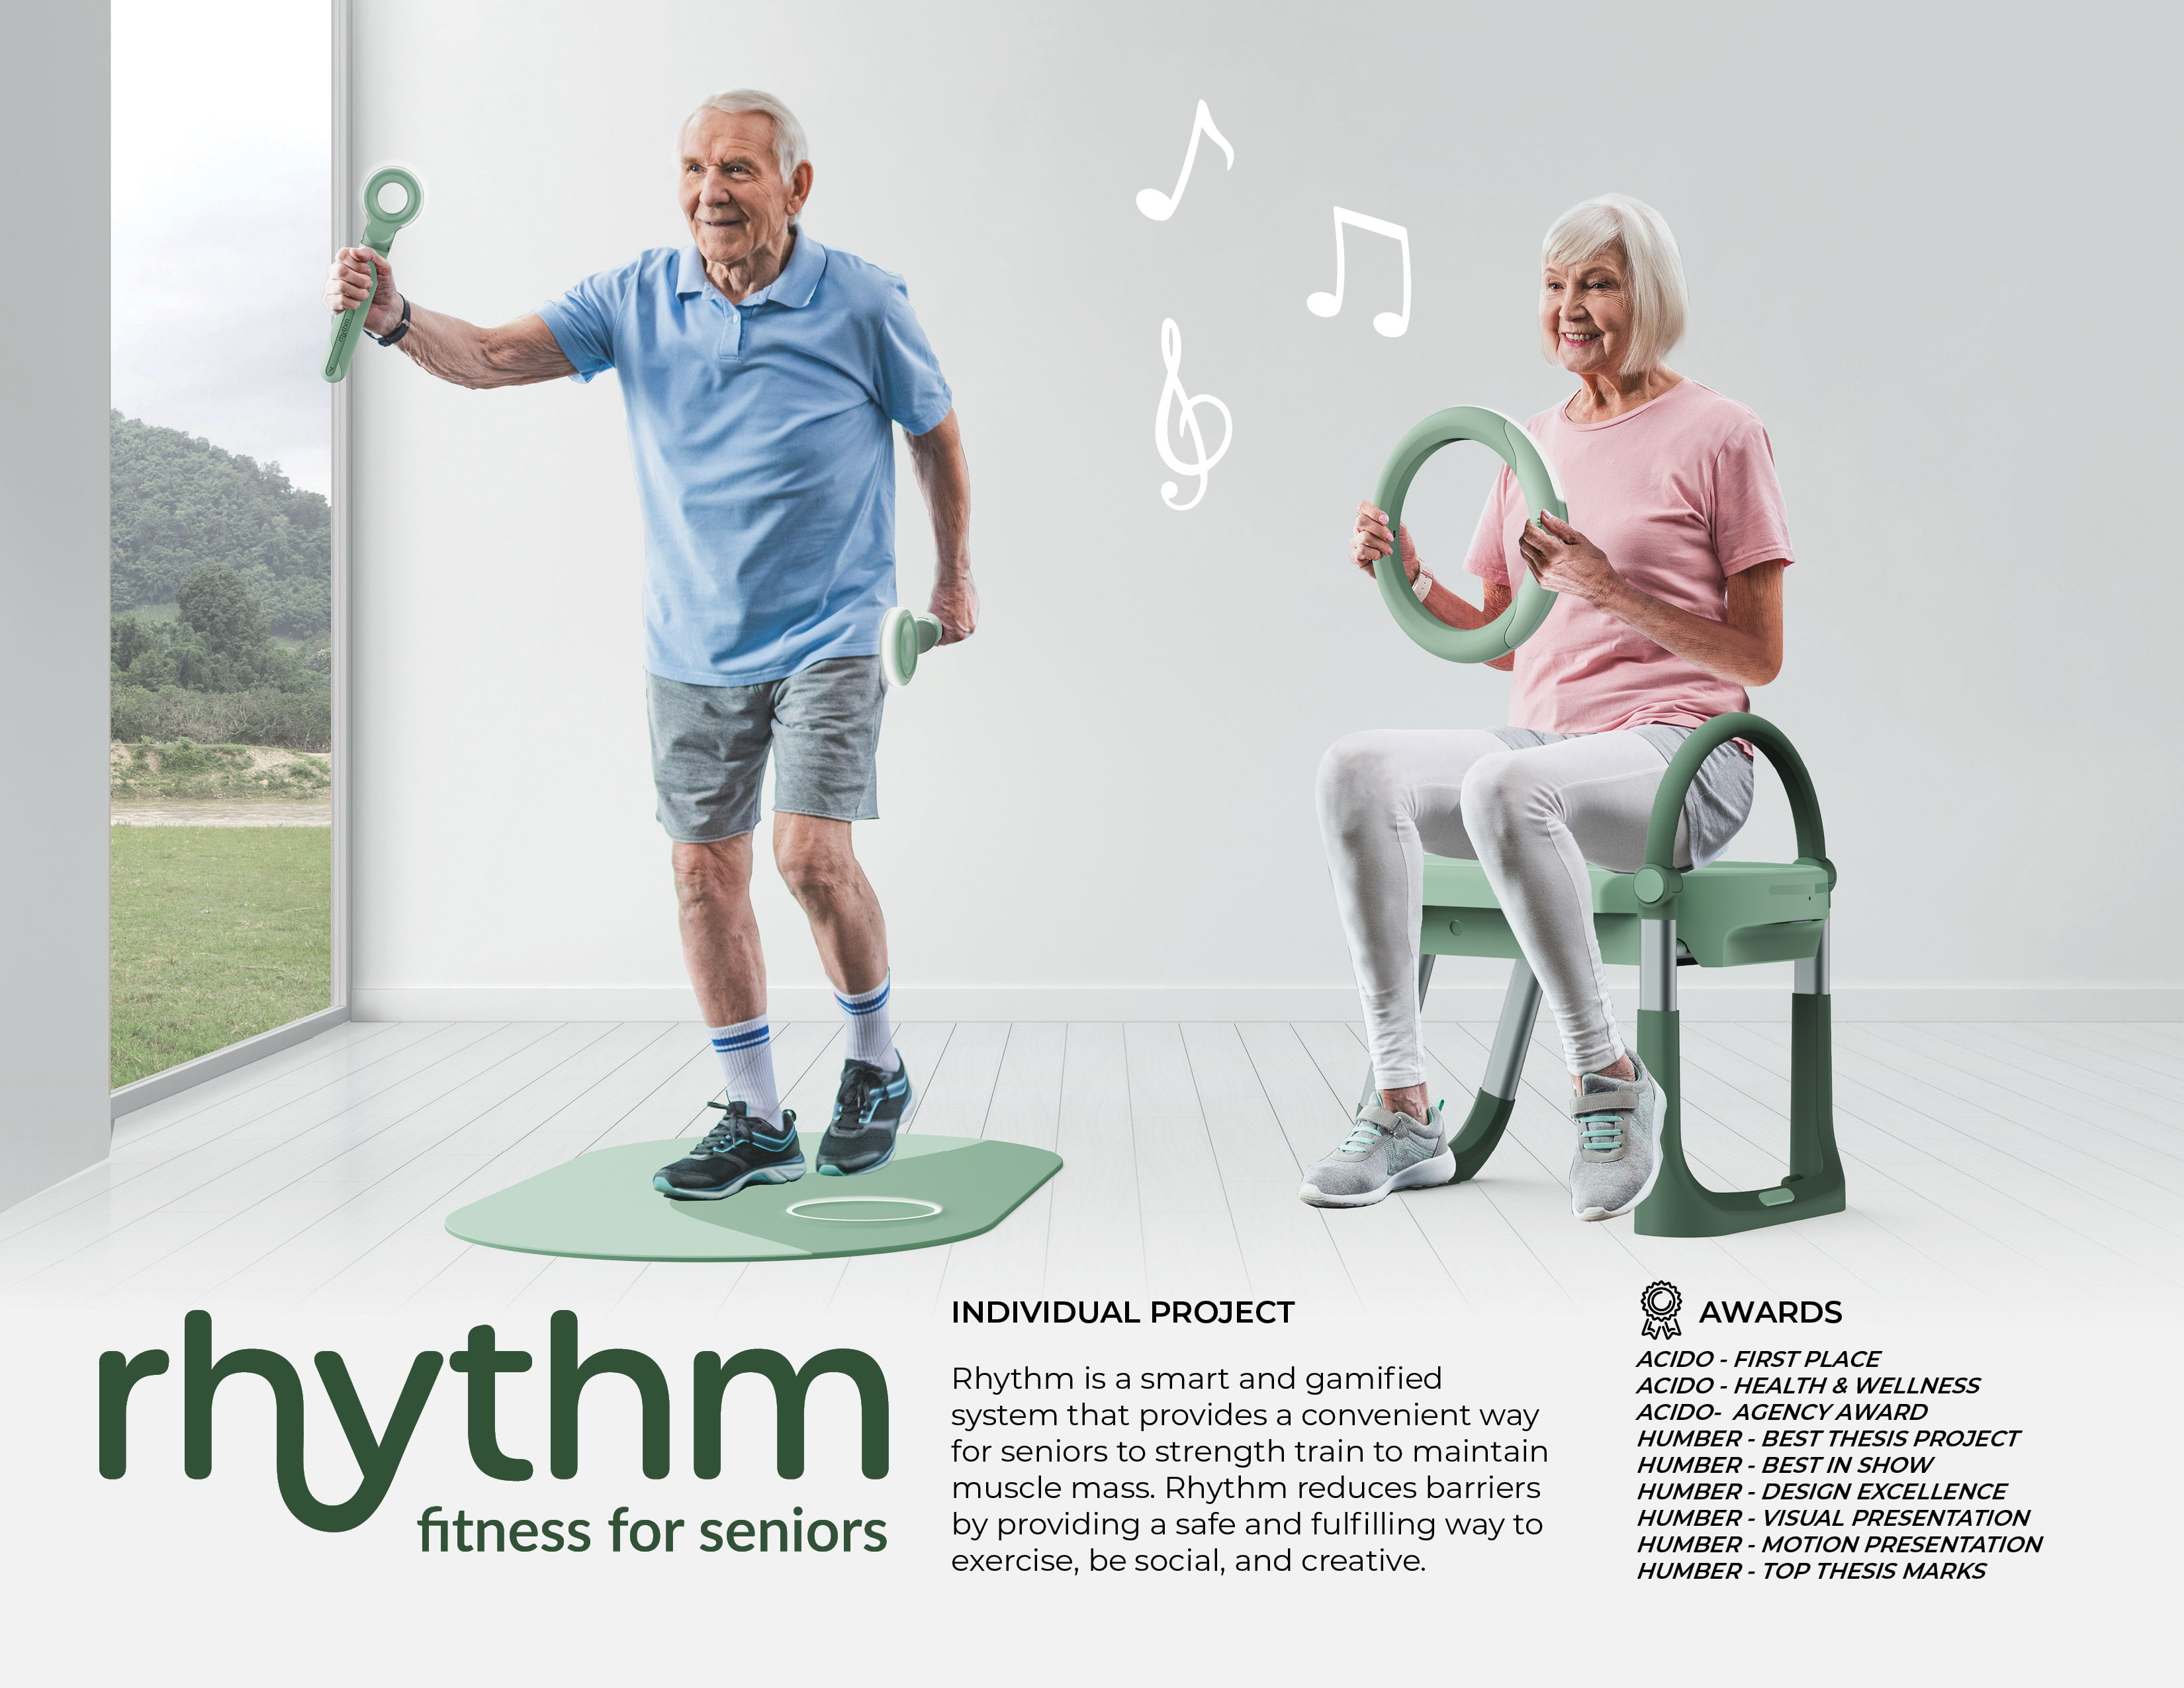 rhythm
rhythm
fitness for seniors
INDIVIDUAL PROJECT
Rhythm is a smart and gamified
system that provides a convenient way
for seniors to strength train to maintain
muscle mass. Rhythm reduces barriers
by providing a safe and fulfilling way to
exercise, be social, and creative.
AWARDS
ACIDO - FIRST PLACE
ACIDO - HEALTH & WELLNESS
ACIDO-  AGENCY AWARD
HUMBER - BEST THESIS PROJECT
HUMBER - BEST IN SHOW
HUMBER - DESIGN EXCELLENCE
HUMBER - VISUAL PRESENTATION
HUMBER - MOTION PRESENTATION
HUMBER - TOP THESIS MARKS